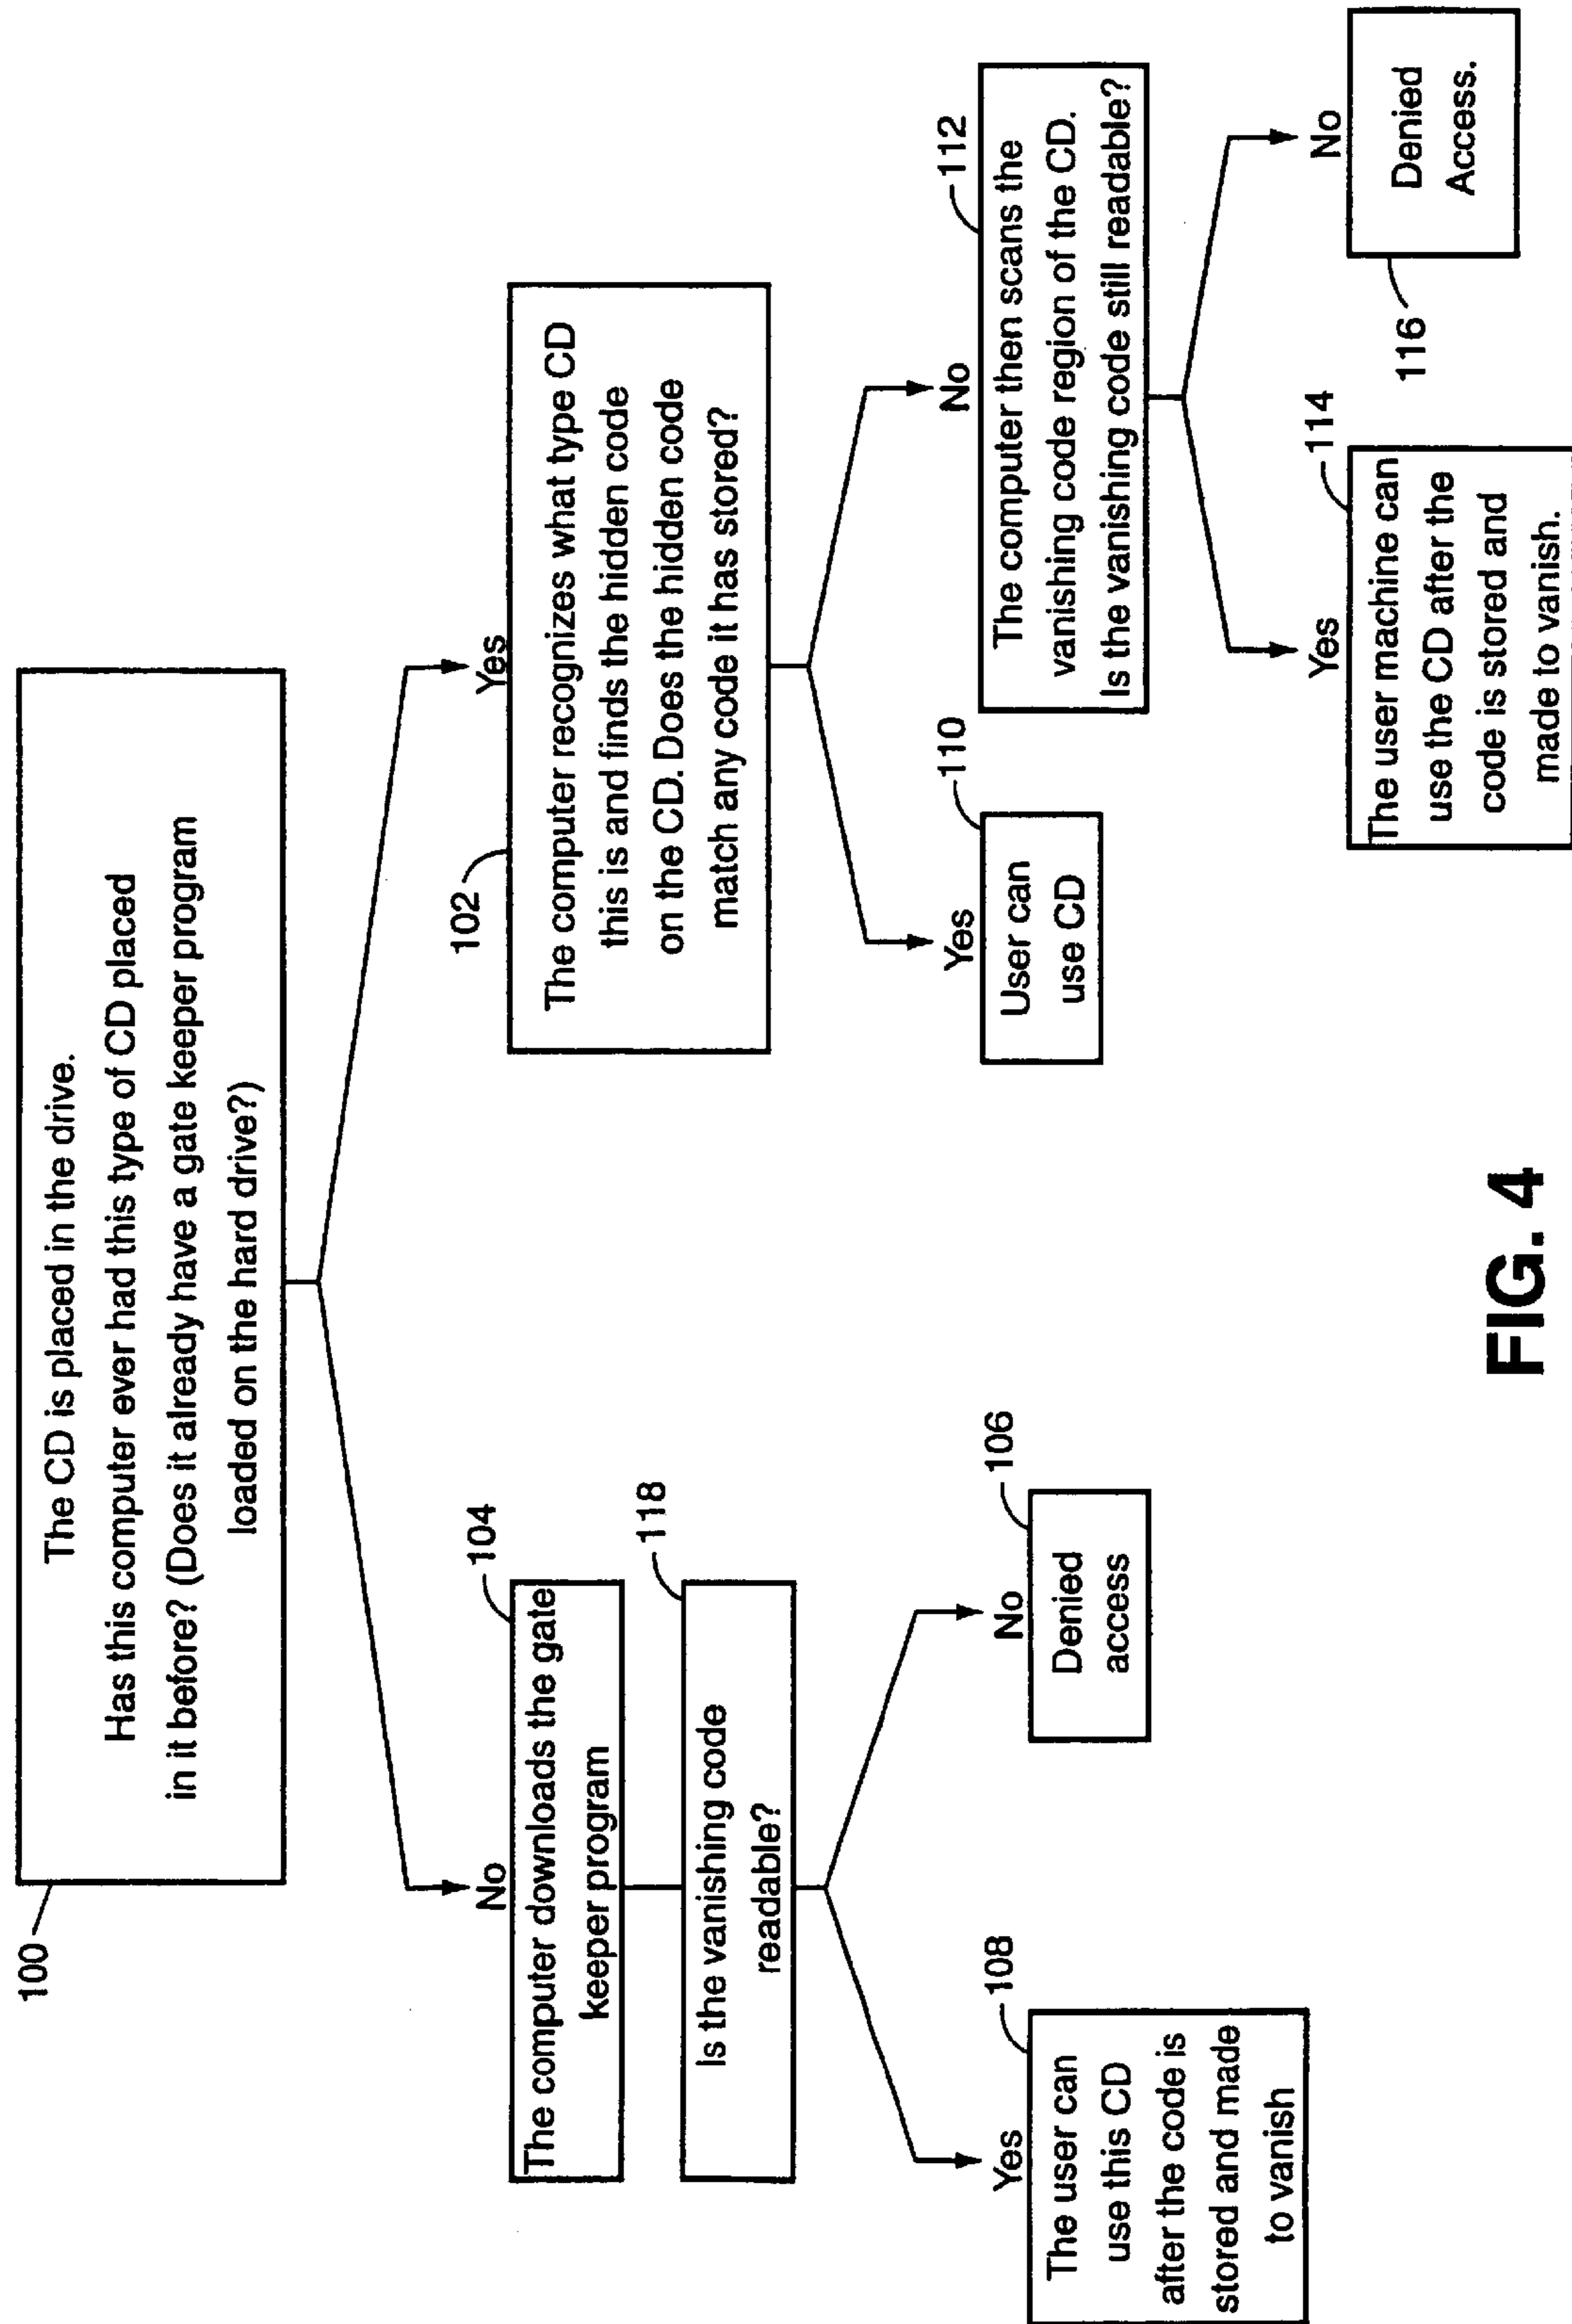 100
The CD is placed in the drive.
Has this computer ever had this type of CD placed
in it before? (Does it already have a gate keeper program
loaded on the hard drive?)
No
104
The computer downloads the gate
keeper program
118
Is the vanishing code
readable?
Yes
108
The user can
use this CD
after the code is
stored and made
to vanish
No
106
Denied
access
Yes
102
The computer recognizes what type CD
this is and finds the hidden code
on the CD. Does the hidden code
match any code it has stored?
Yes
110
User can
use CD
No
112
The computer then scans the
vanishing code region of the CD.
Is the vanishing code still readable?
Yes
114
The user machine can
use the CD after the
code is stored and
made to vanish.
No
116
Denied
Access.
FIG. 4